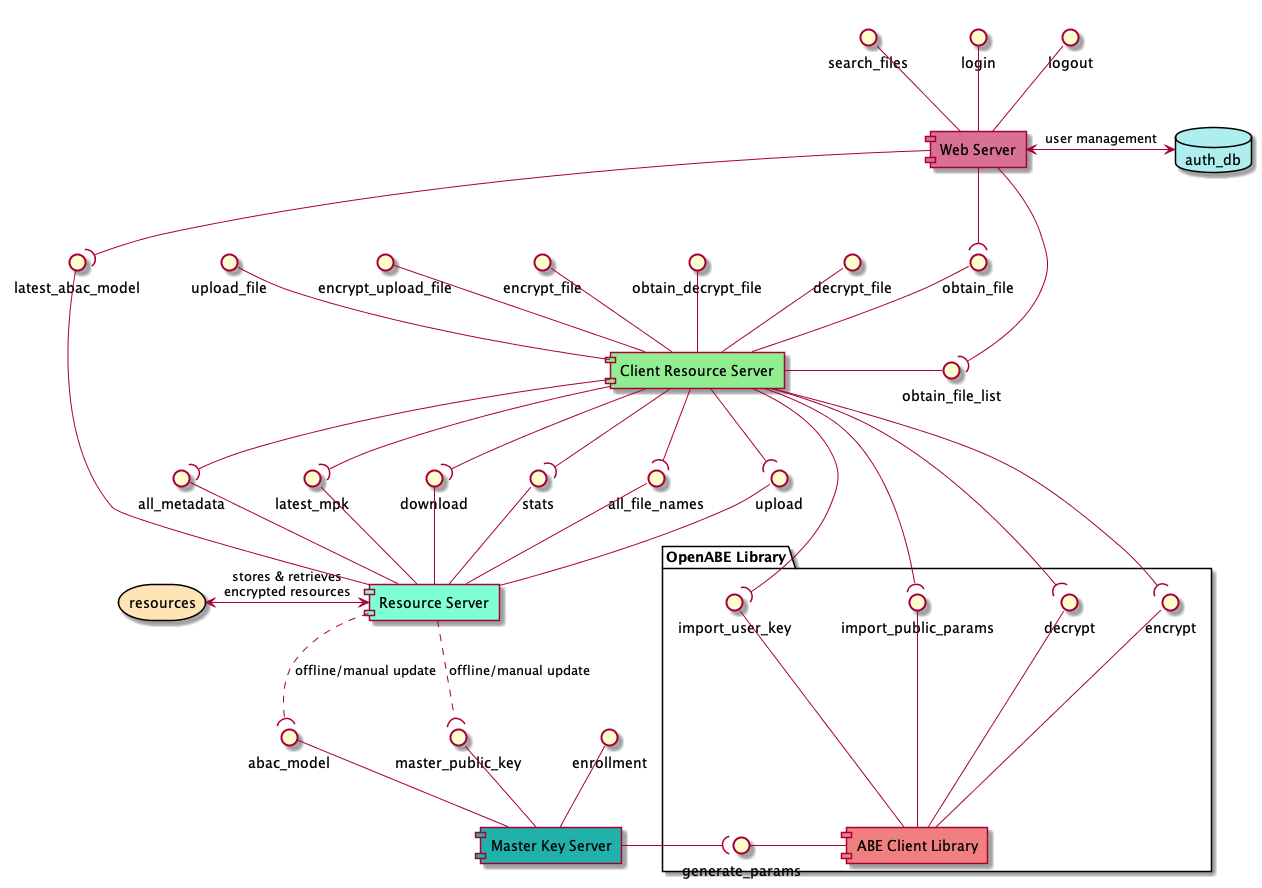 search_files
login
logout
Web Server
user management
auth_db
latest_abac_model
upload_file
encrypt_upload_file
encrypt_file
obtain_decrypt_file
decrypt_file
obtain_file
Client Resource Server
obtain_file_list
all_metadata
latest_mpk
download
stats
all_file_names
upload
OpenABE Library
stores & retrieves
encrypted resources
resources
Resource Server
import_user_key
import_public_params
decrypt
encrypt
offline/manual update
offline/manual update
abac_model
master_public_key
enrollment
Master Key Server
generate_params
ABE Client Library